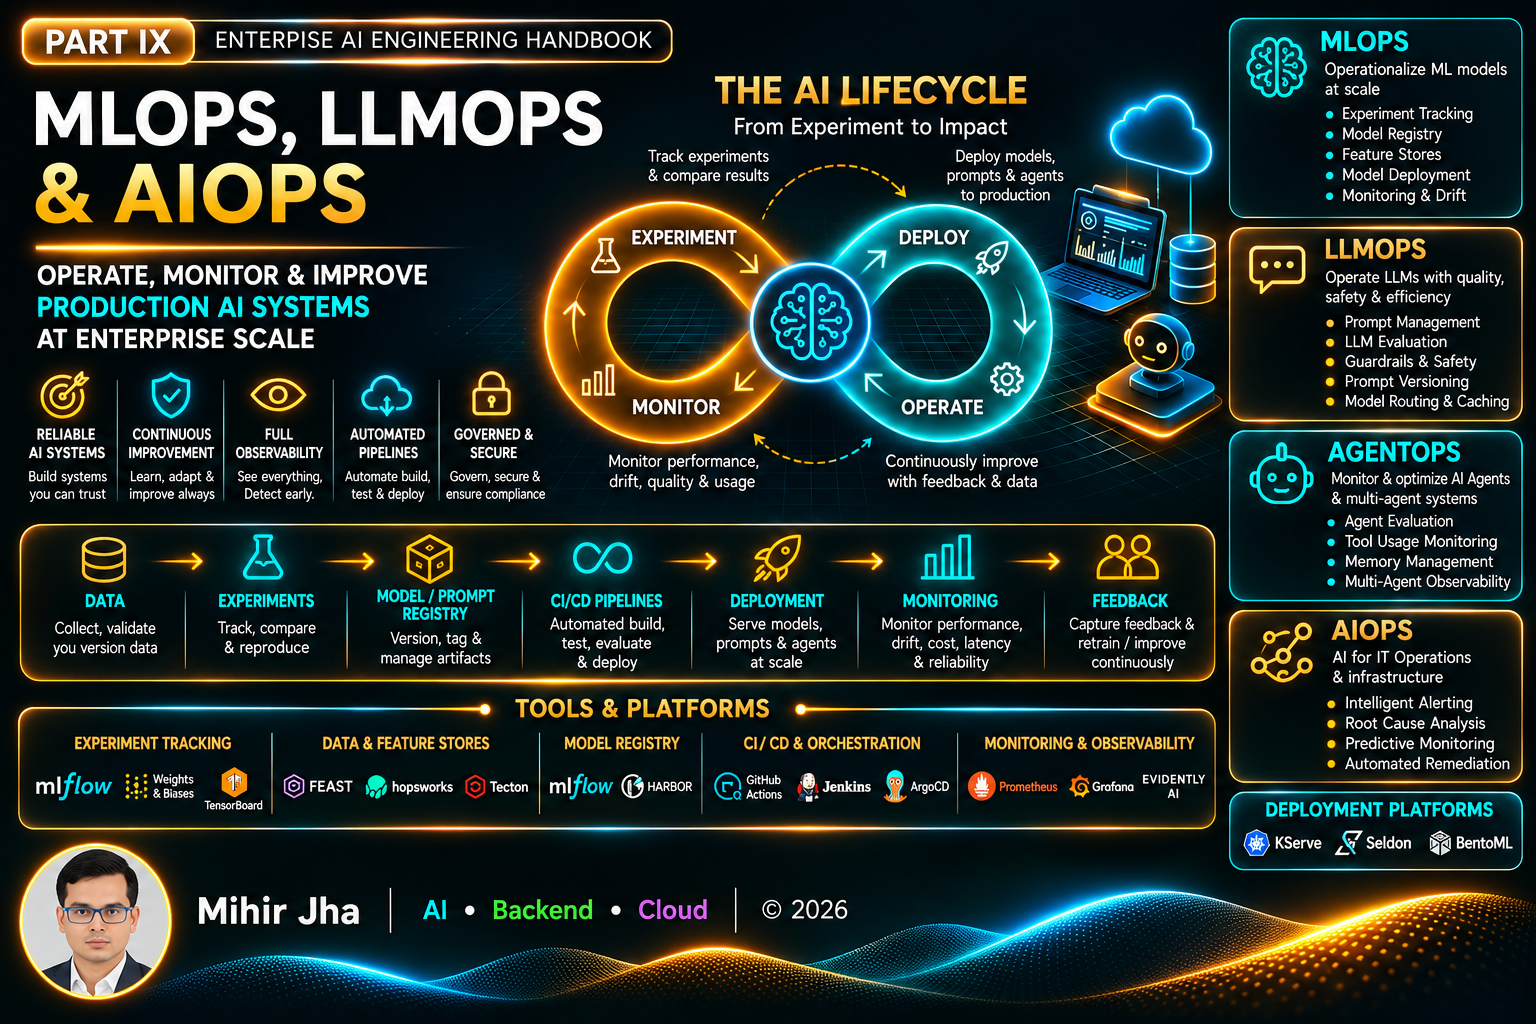 PART IX
ENTERPISE AI ENGINEERING HANDBOOK
MLOPS, LLMOPS
& AIOPS
OPERATE, MONITOR & IMPROVE
PRODUCTION AI SYSTEMS
AT ENTERPRISE SCALE
RELIABLE
AI SYSTEMS
Build systems
you can trust
CONTINUOUS
IMPROVEMENT
Learn, adapt &
improve always
FULL
OBSERVABILITY
See everything,
Detect early.
AUTOMATED
PIPELINES
Automate build,
test & deploy
GOVERNED &
SECURE
Govern, secure &
ensure compliance
THE AI LIFECYCLE
From Experiment to Impact
Track experiments
& compare results
Deploy models,
prompts & agents
to production
EXPERIMENT
DEPLOY
MONITOR
OPERATE
Monitor performance,
drift, quality & usage
Continuously improve
with feedback & data
DATA
Collect, validate
you version data
EXPERIMENTS
Track, compare
& reproduce
MODEL / PROMPT
REGISTRY
Version, tag &
manage artifacts
CI/CD PIPELINES
Automated build,
test, evaluate
& deploy
DEPLOYMENT
Serve models,
prompts & agents
at scale
MONITORING
Monitor performance,
drift, cost, latency
& reliability
FEEDBACK
Capture feedback &
retrain / improve
continuously
TOOLS & PLATFORMS
EXPERIMENT TRACKING
mlflow
Weights
& Biases
TensorBoard
DATA & FEATURE STORES
FEAST
hopsworks
Tecton
MODEL REGISTRY
mlflow
HARBOR
CI / CD & ORCHESTRATION
GitHub
Actions
Jenkins
ArgoCD
MONITORING & OBSERVABILITY
Prometheus
Grafana
EVIDENTLY
AI
MLOPS
Operationalize ML models
at scale
• Experiment Tracking
• Model Registry
• Feature Stores
• Model Deployment
• Monitoring & Drift
LLMOPS
Operate LLMs with quality,
safety & efficiency
• Prompt Management
• LLM Evaluation
• Guardrails & Safety
• Prompt Versioning
• Model Routing & Caching
AGENTOPS
Monitor & optimize AI Agents
& multi-agent systems
• Agent Evaluation
• Tool Usage Monitoring
• Memory Management
• Multi-Agent Observability
AIOPS
AI for IT Operations
& infrastructure
• Intelligent Alerting
• Root Cause Analysis
• Predictive Monitoring
• Automated Remediation
DEPLOYMENT PLATFORMS
KServe
Seldon
BentoML
Mihir Jha
AI • Backend • Cloud
© 2026